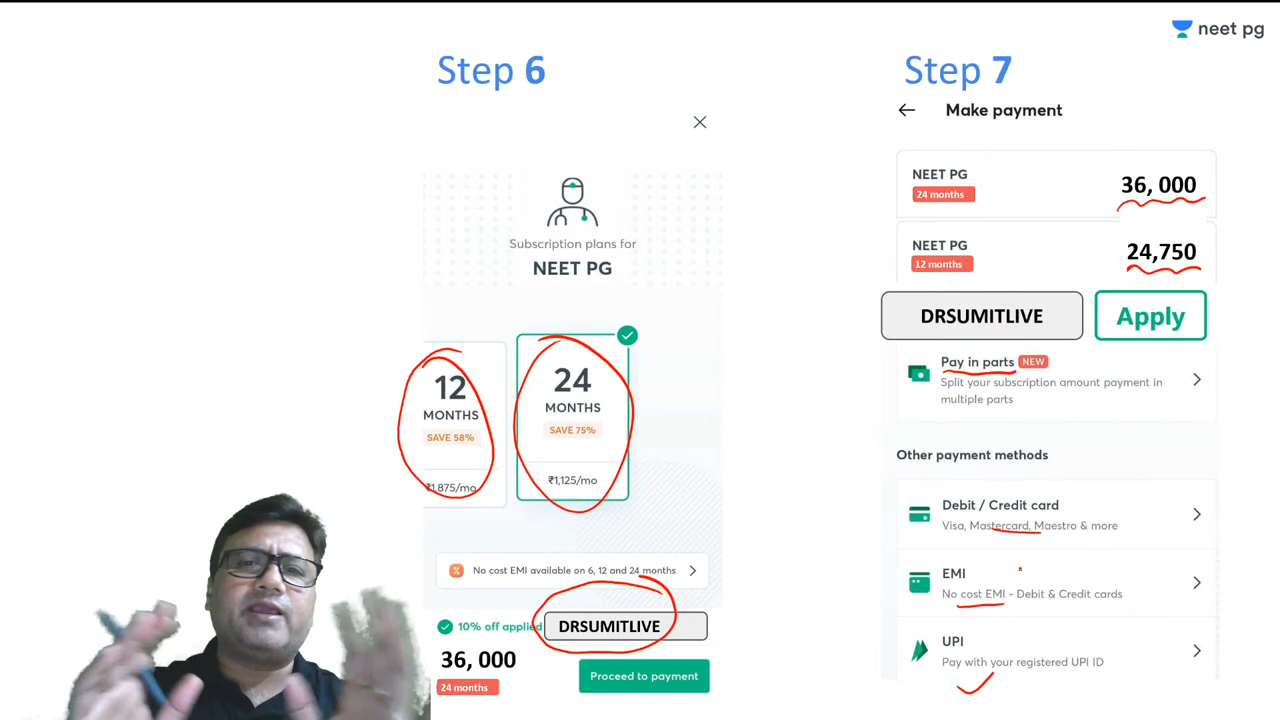 neet pg
Step 6
Subscription plans for
NEET PG
12
MONTHS
SAVE 58%
₹1,875/mo
24
MONTHS
SAVE 75%
₹1,125/mo
No cost EMI available on 6, 12 and 24 months
10% off applied
DRSUMITLIVE
36, 000
24 months
Proceed to payment
Step 7
Make payment
NEET PG
24 months
36, 000
NEET PG
12 months
24,750
DRSUMITLIVE
Apply
Pay in parts NEW
Split your subscription amount payment in
multiple parts
Other payment methods
Debit / Credit card
Visa, Mastercard, Maestro & more
EMI
No cost EMI - Debit & Credit cards
UPI
Pay with your registered UPI ID